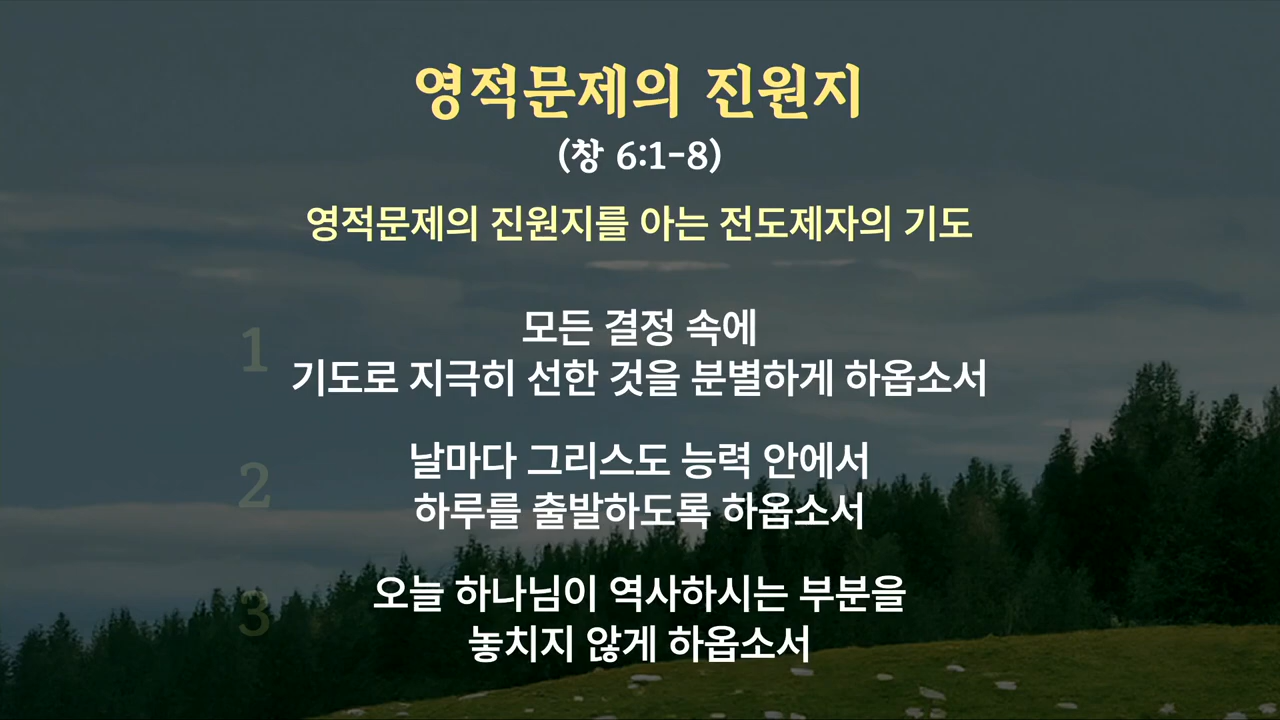 영적문제의 진원지
(창 6:1-8)
영적문제의 진원지를 아는 전도제자의 기도
1
모든 결정 속에
기도로 지극히 선한 것을 분별하게 하옵소서
2
날마다 그리스도 능력 안에서
하루를 출발하도록 하옵소서
3
오늘 하나님이 역사하시는 부분을
놓치지 않게 하옵소서